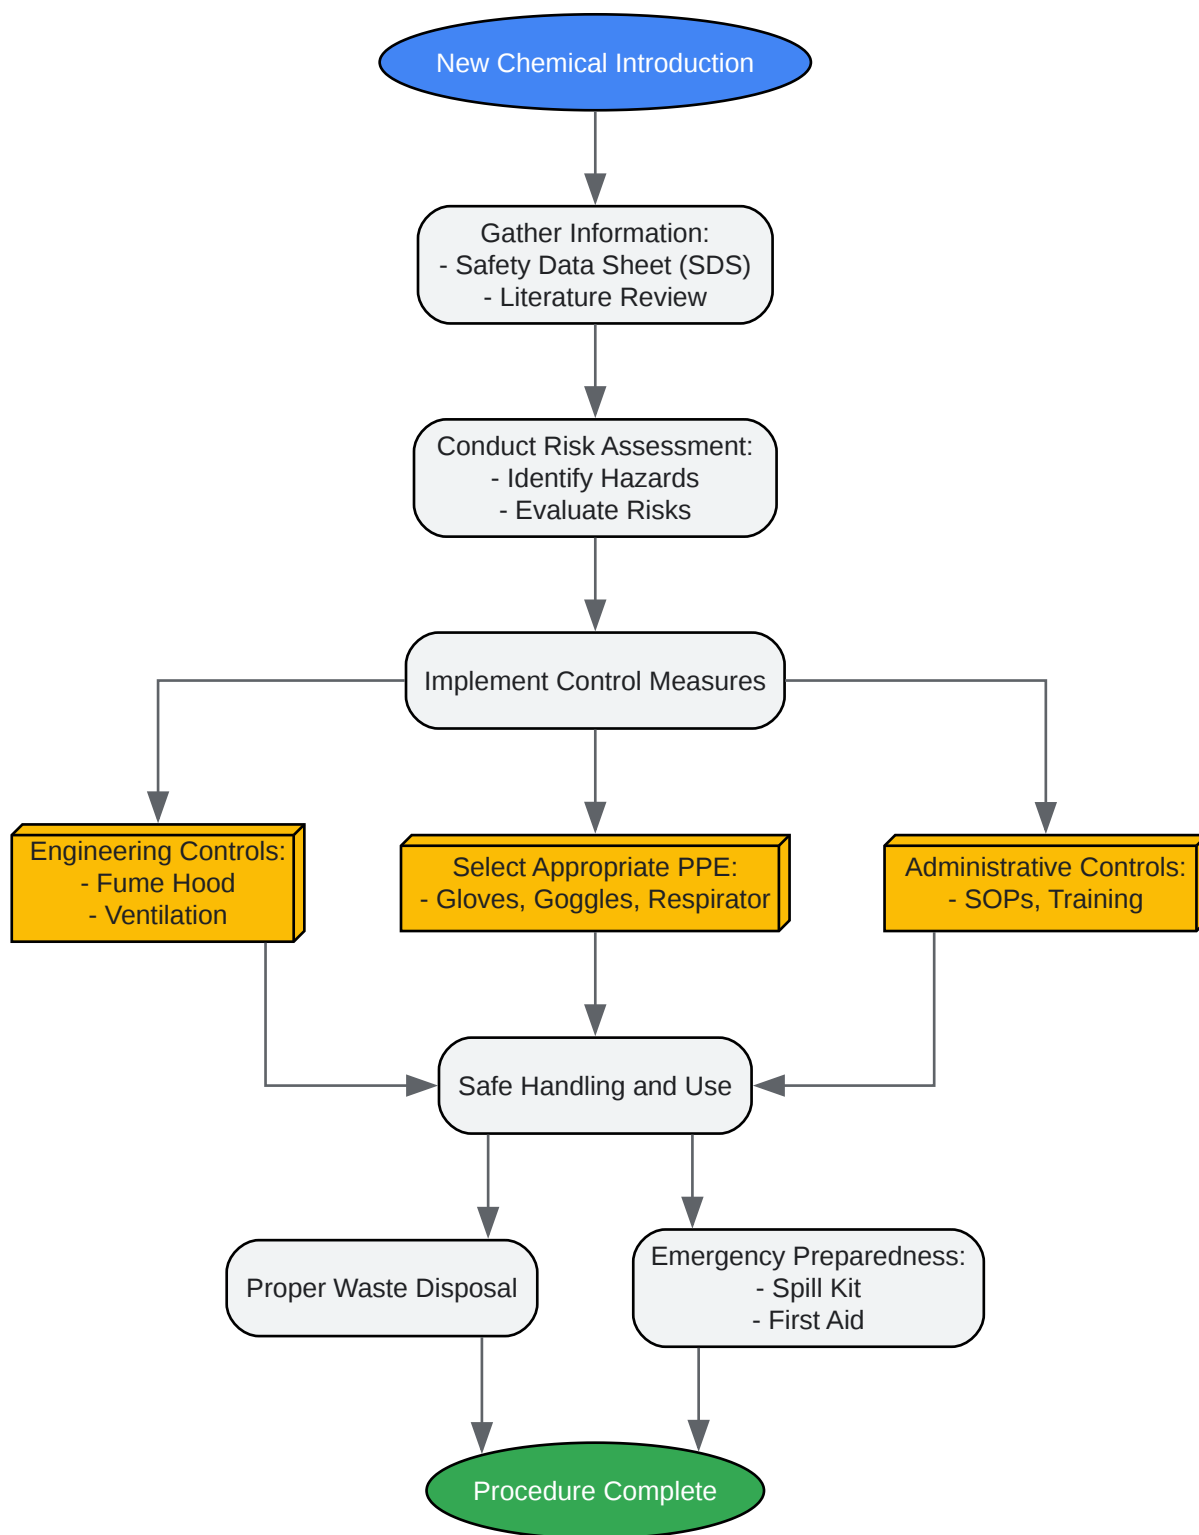 New Chemical Introduction
Gather Information:
- Safety Data Sheet (SDS)
- Literature Review
Conduct Risk Assessment:
- Identify Hazards
- Evaluate Risks
Implement Control Measures
Engineering Controls:
- Fume Hood
- Ventilation
Select Appropriate PPE:
- Gloves, Goggles, Respirator
Administrative Controls:
- SOPs, Training
Safe Handling and Use
Proper Waste Disposal
Emergency Preparedness:
- Spill Kit
- First Aid
Procedure Complete